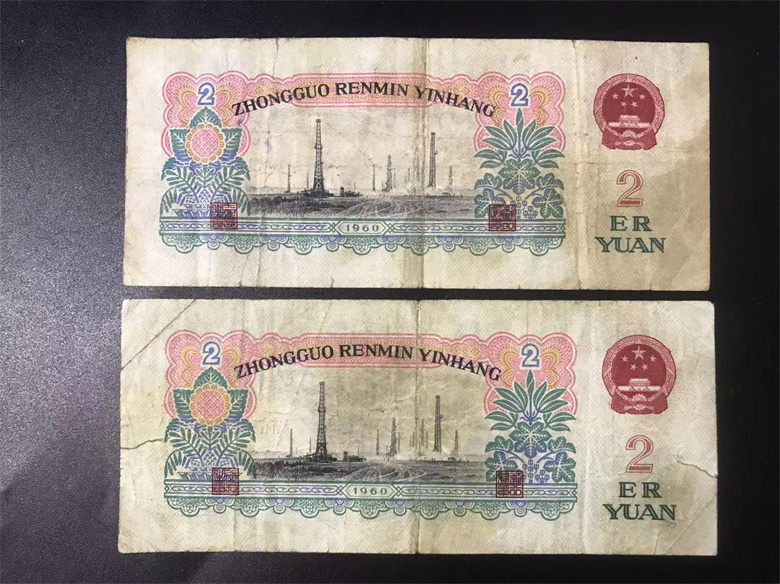 2 2
ZHONGGUO RENMIN YINHANG
2
ER
YUAN
1960
2 2
ZHONGGUO RENMIN YINHANG
2
ER
YUAN
1960